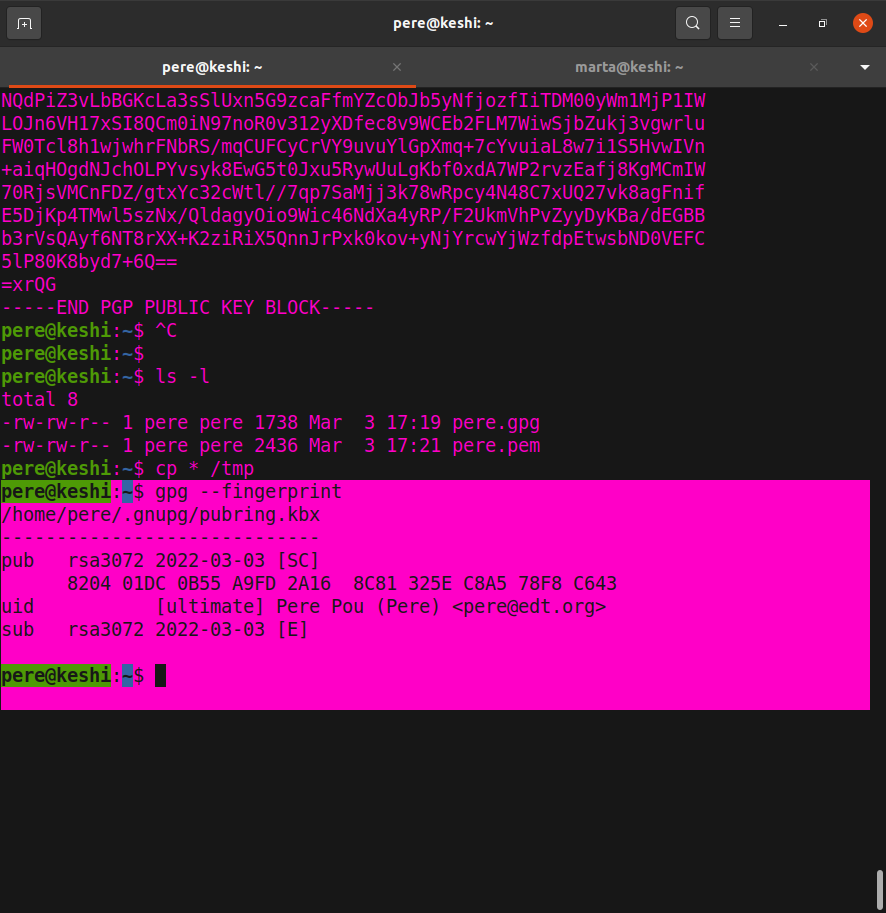 pere@keshi: ~
pere@keshi: ~
marta@keshi: ~
NQdPiZ3vLbBGKcLa3sSlUxn5G9zcaFfmYZcObJb5yNfjozfIiTDM00yWm1MjP1IW
LOJn6VH17xSI8QCm0iN97noR0v312yXDfec8v9WCEb2FLM7WiwSjbZukj3vgwrlu
FW0Tcl8h1wjwhrFNbRS/mqCUFCyCrVY9uvuYlGpXmq+7cYvuiaL8w7i1S5HvwIVn
+aiqHOgdNJchOLPYvsyk8EwG5t0Jxu5RywUuLgKbf0xdA7WP2rvzEafj8KgMCmIW
70RjsVMCnFDZ/gtxYc32cWtl//7qp7SaMjj3k78wRpcy4N48C7xUQ27vk8agFnif
E5DjKp4TMwl5szNx/QldagyOio9Wic46NdXa4yRP/F2UkmVhPvZyyDyKBa/dEGBB
b3rVsQAyf6NT8rXX+K2ziRiX5QnnJrPxk0kov+yNjYrcwYjWzfdpEtwsbND0VEFC
5lP80K8byd7+6Q==
=xrQG
-----END PGP PUBLIC KEY BLOCK-----
pere@keshi:~$ ^C
pere@keshi:~$
pere@keshi:~$ ls -l
total 8
-rw-rw-r-- 1 pere pere 1738 Mar  3 17:19 pere.gpg
-rw-rw-r-- 1 pere pere 2436 Mar  3 17:21 pere.pem
pere@keshi:~$ cp * /tmp
pere@keshi:~$ gpg --fingerprint
/home/pere/.gnupg/pubring.kbx
-----------------------------
pub   rsa3072 2022-03-03 [SC]
      8204 01DC 0B55 A9FD 2A16  8C81 325E C8A5 78F8 C643
uid           [ultimate] Pere Pou (Pere) <pere@edt.org>
sub   rsa3072 2022-03-03 [E]
pere@keshi:~$